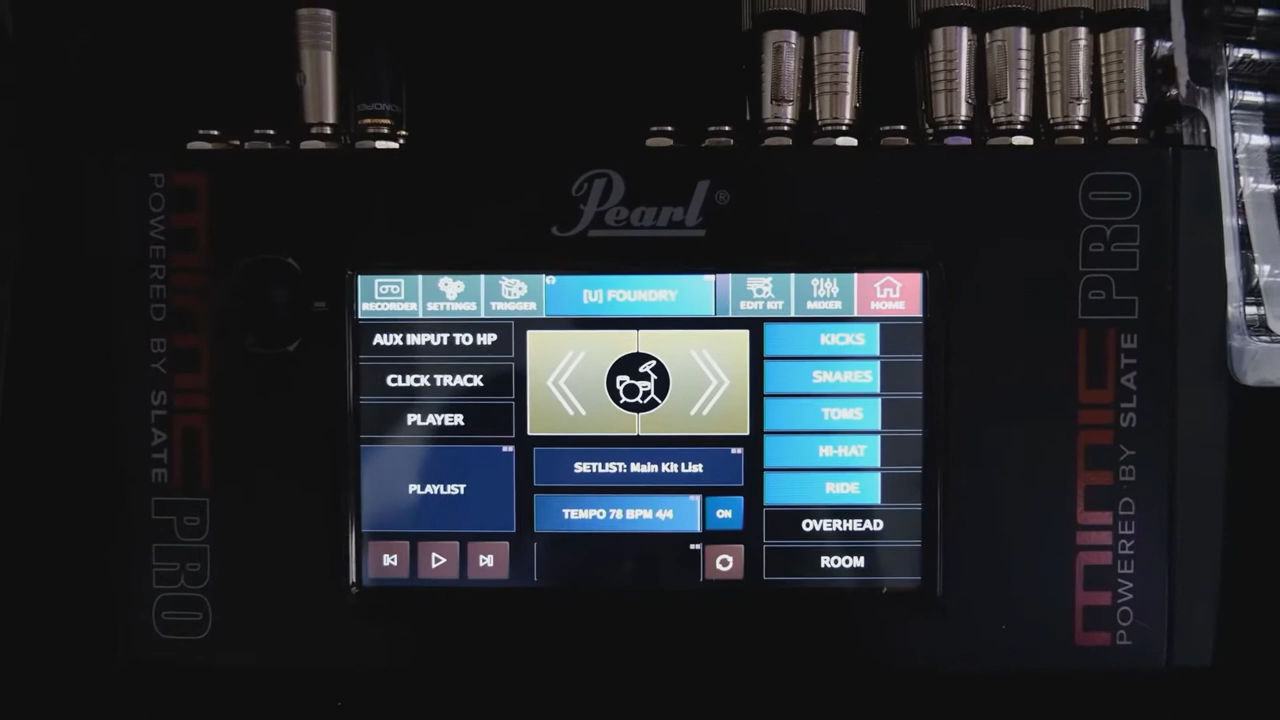 Pearl®
MIMIC PRO
POWERED BY SLATE
MIMIC PRO
POWERED BY SLATE
RECORDER
SETTINGS
TRIGGER
[U] FOUNDRY
EDIT KIT
MIXER
HOME
AUX INPUT TO HP
CLICK TRACK
PLAYER
PLAYLIST
SETLIST: Main Kit List
TEMPO 78 BPM 4/4
ON
KICKS
SNARES
TOMS
HI-HAT
RIDE
OVERHEAD
ROOM